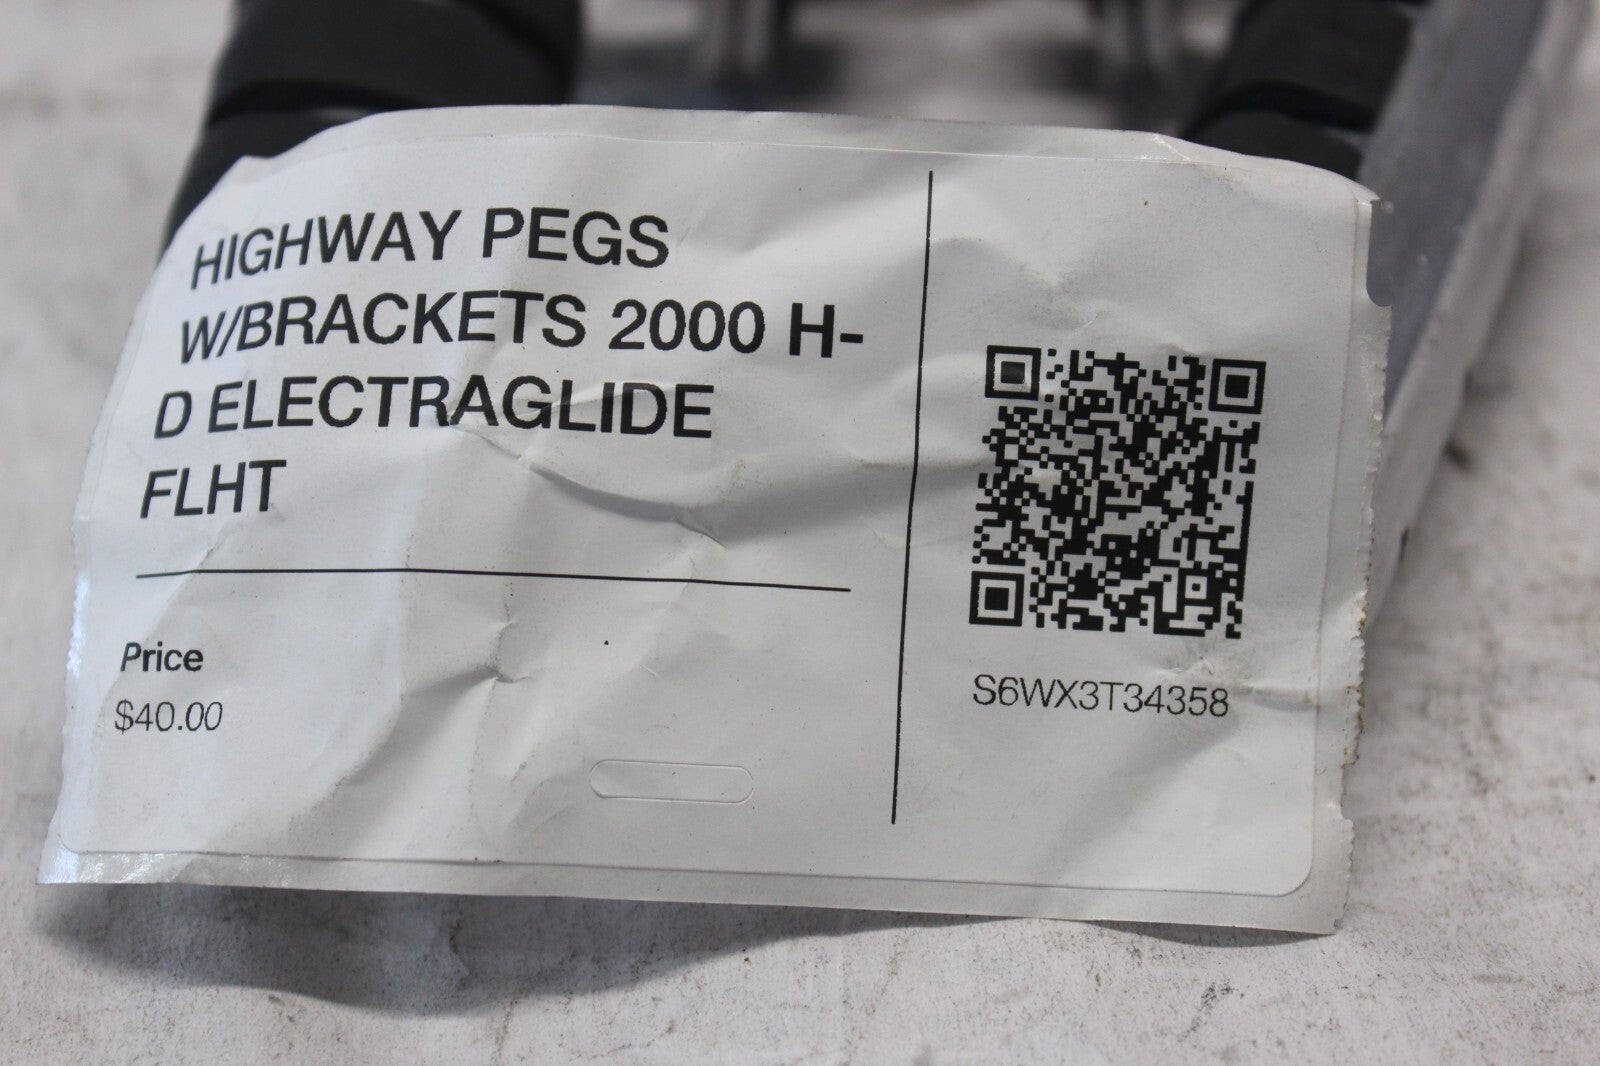 HIGHWAY PEGS
W/BRACKETS 2000 H-
D ELECTRAGLIDE
FLHT
Price
$40.00
S6WX3T34358